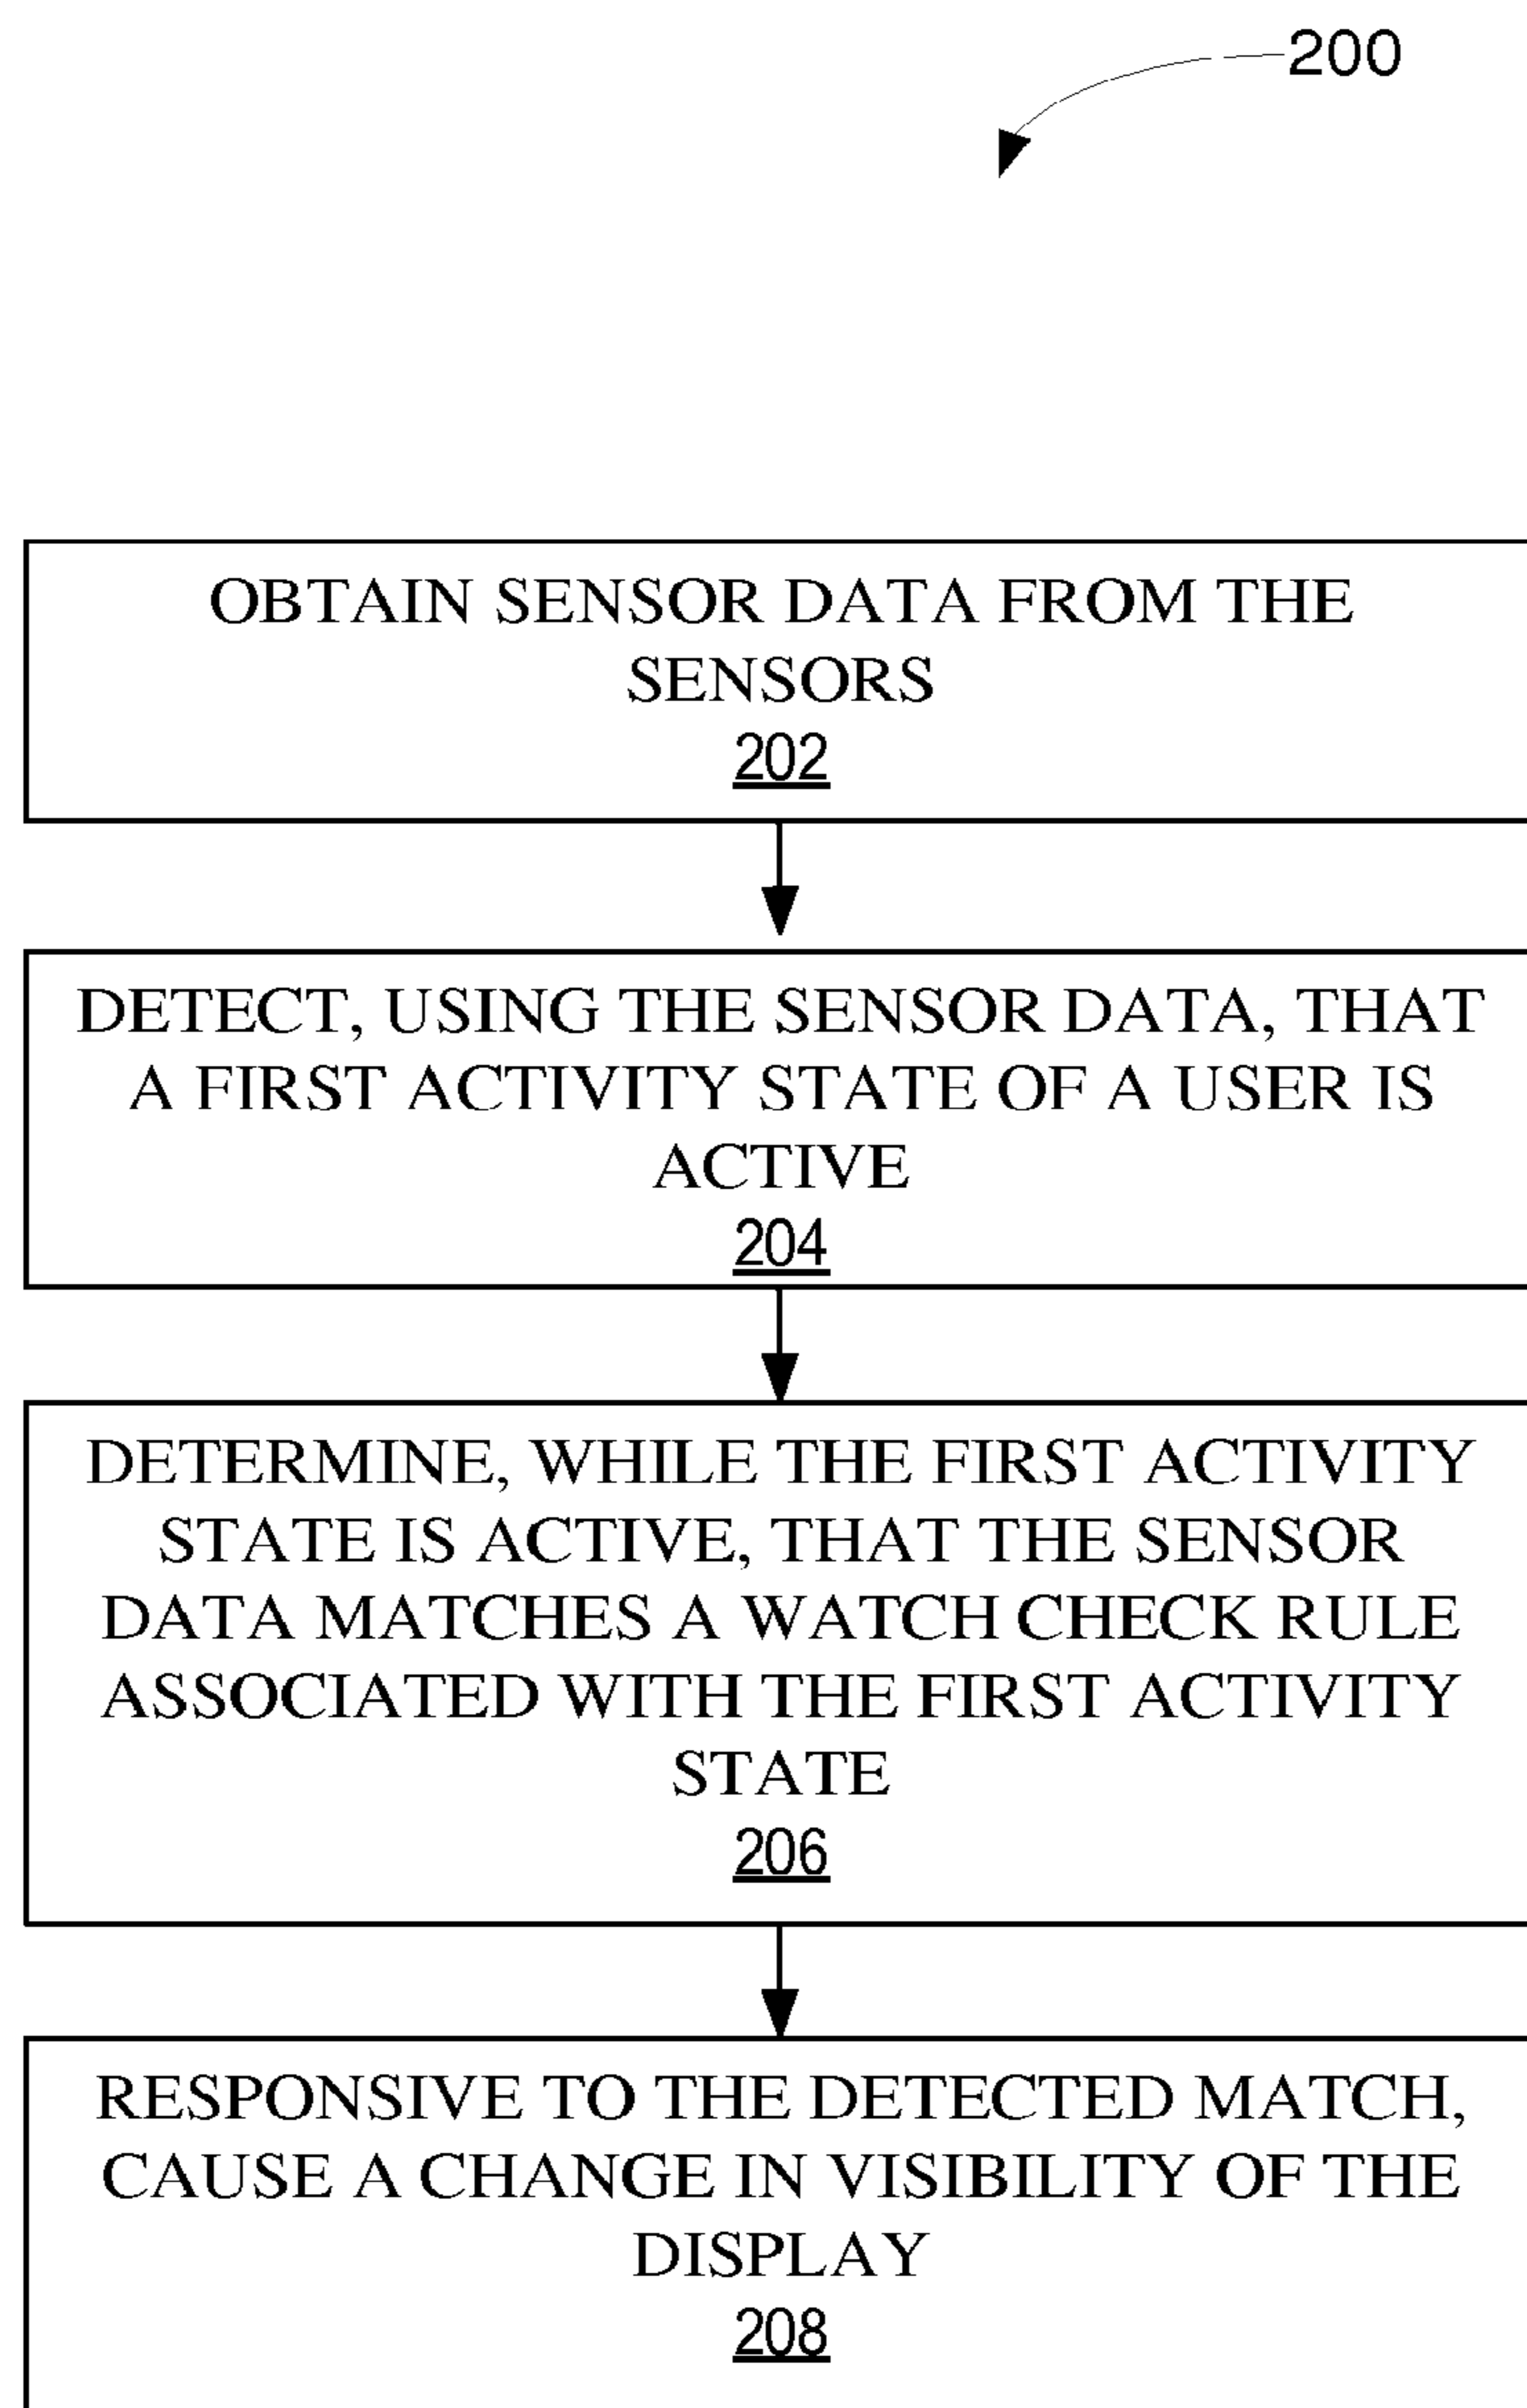 200
OBTAIN SENSOR DATA FROM THE
SENSORS
202
DETECT, USING THE SENSOR DATA, THAT
A FIRST ACTIVITY STATE OF A USER IS
ACTIVE
204
DETERMINE, WHILE THE FIRST ACTIVITY
STATE IS ACTIVE, THAT THE SENSOR
DATA MATCHES A WATCH CHECK RULE
ASSOCIATED WITH THE FIRST ACTIVITY
STATE
206
RESPONSIVE TO THE DETECTED MATCH,
CAUSE A CHANGE IN VISIBILITY OF THE
DISPLAY
208